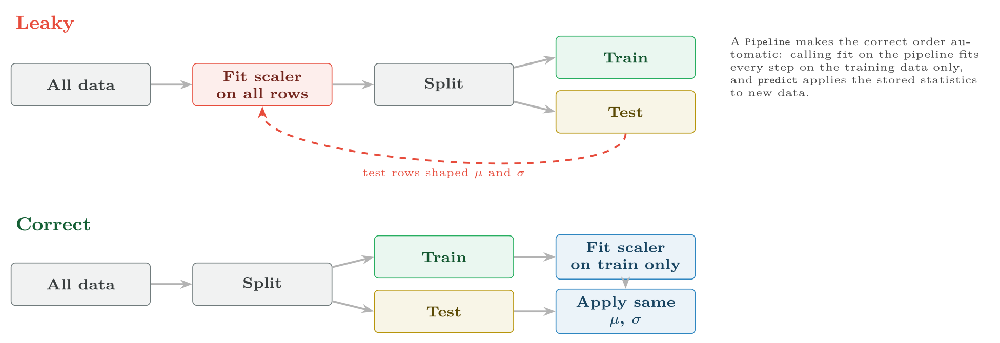 Leaky
All data
Fit scaler
on all rows
Split
Train
Test
test rows shaped μ and σ
A Pipeline makes the correct order au-
tomatic: calling fit on the pipeline fits
every step on the training data only,
and predict applies the stored statistics
to new data.
Correct
All data
Split
Train
Test
Fit scaler
on train only
Apply same
μ, σ